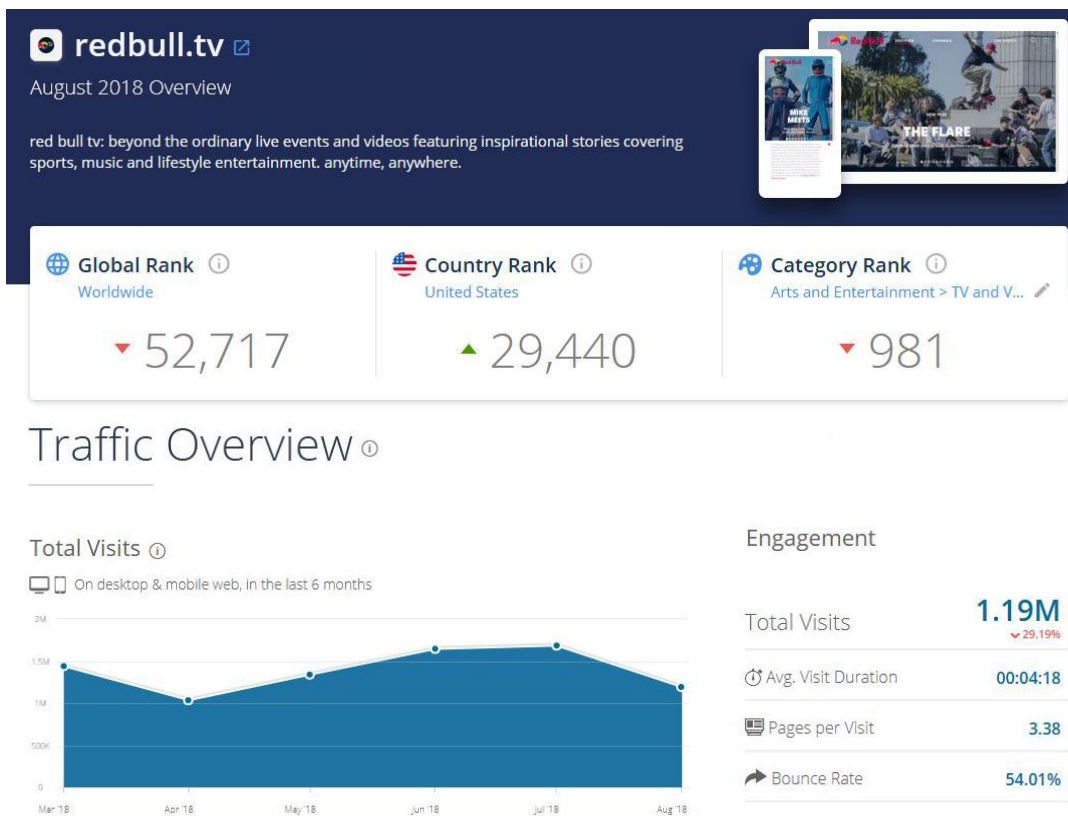 redbull.tv
August 2018 Overview
red bull tv: beyond the ordinary live events and videos featuring inspirational stories covering
sports, music and lifestyle entertainment. anytime, anywhere.
Red Bull
MIKE
MEETS
THE FLARE
Global Rank
Worldwide
52,717
Country Rank
United States
29,440
Category Rank
Arts and Entertainment > TV and V...
981
Traffic Overview
Total Visits
On desktop & mobile web, in the last 6 months
2M
1.5M
1M
500K
0
Mar '18 Apr '18 May '18 Jun '18 Jul '18 Aug '18
Engagement
Total Visits 1.19M
29.19%
Avg. Visit Duration 00:04:18
Pages per Visit 3.38
Bounce Rate 54.01%